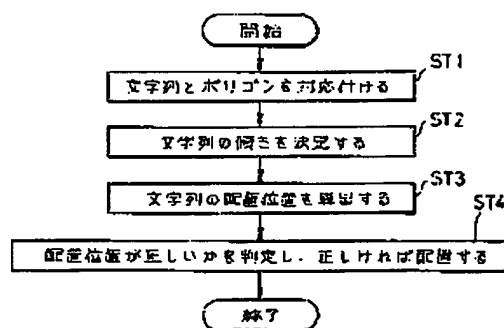 開始
ST1
文字列とポリゴンを対応付ける
ST2
文字列の傾きを決定する
ST3
文字列の配置位置を算出する
ST4
配置位置が正しいかを判定し、正しければ配置する
終了